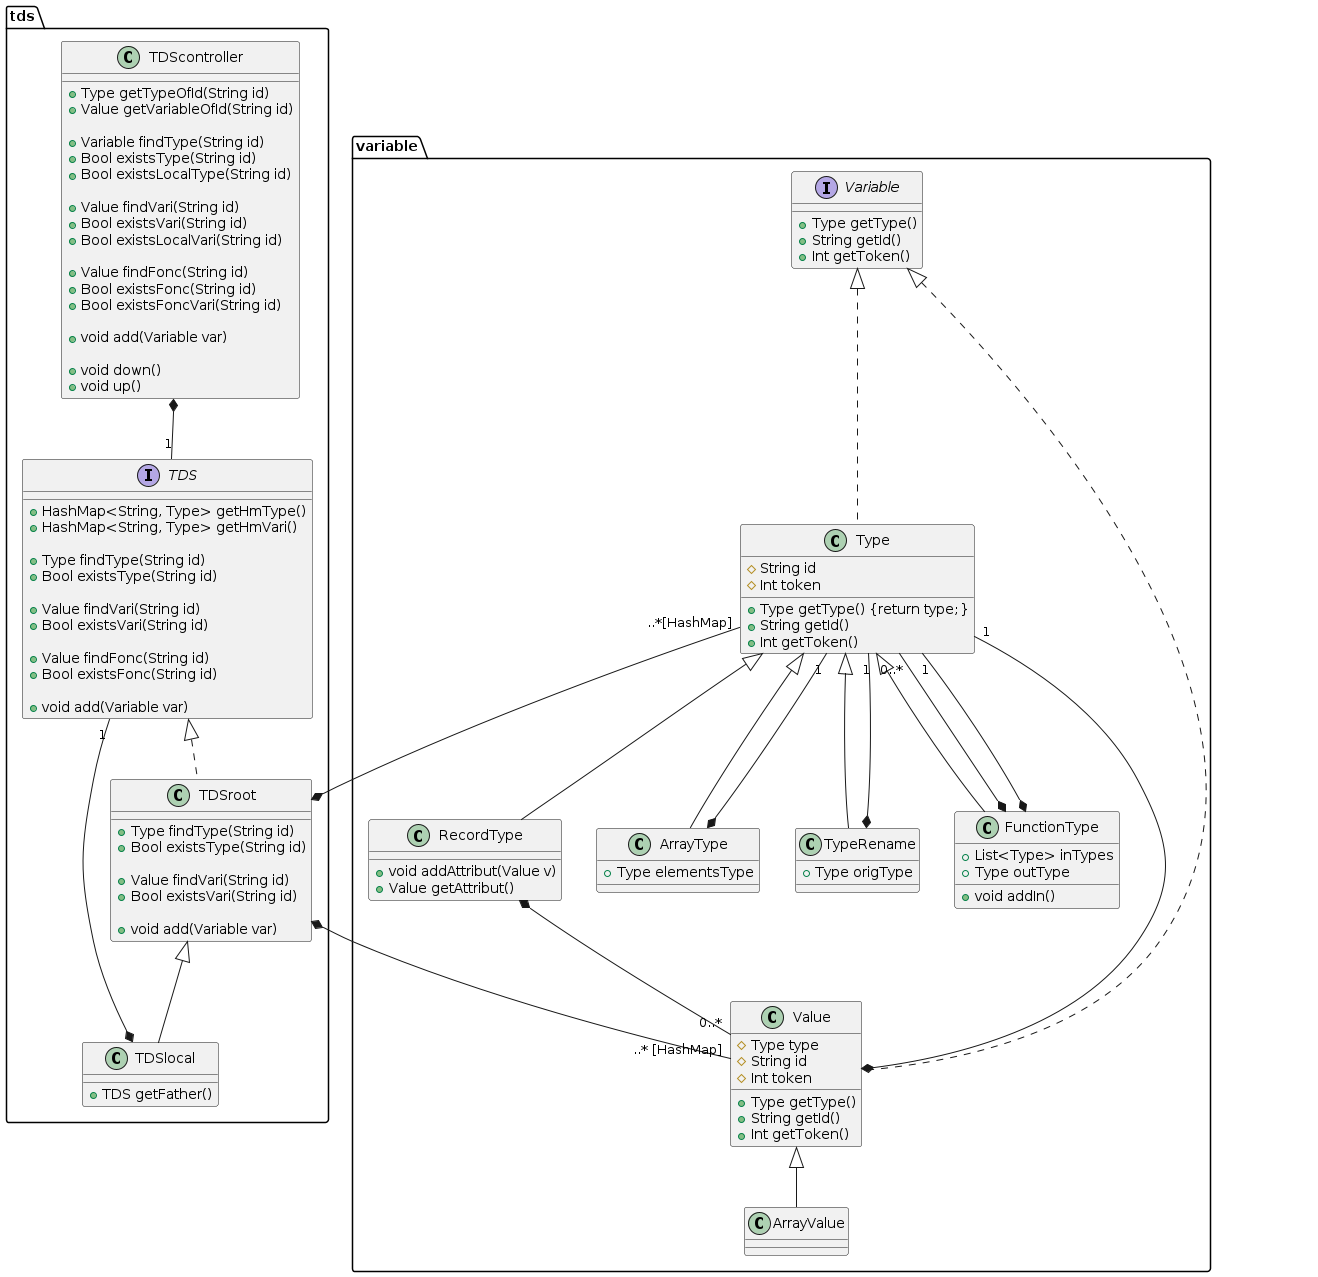 tds
TDScontroller
Type getTypeOfId(String id)
Value getVariableOfId(String id)
Variable findType(String id)
Bool existsType(String id)
Bool existsLocalType(String id)
Value findVari(String id)
Bool existsVari(String id)
Bool existsLocalVari(String id)
Value findFonc(String id)
Bool existsFonc(String id)
Bool existsFoncVari(String id)
void add(Variable var)
void down()
void up()
1
TDS
HashMap<String, Type> getHmType()
HashMap<String, Type> getHmVari()
Type findType(String id)
Bool existsType(String id)
Value findVari(String id)
Bool existsVari(String id)
Value findFonc(String id)
Bool existsFonc(String id)
void add(Variable var)
1
TDSroot
Type findType(String id)
Bool existsType(String id)
Value findVari(String id)
Bool existsVari(String id)
void add(Variable var)
TDSlocal
TDS getFather()
variable
Variable
Type getType()
String getId()
Int getToken()
Type
String id
Int token
Type getType() {return type; }
String getId()
Int getToken()
..*[HashMap]
1
1
1
0..*
1
RecordType
void addAttribut(Value v)
Value getAttribut()
ArrayType
Type elementsType
TypeRename
Type origType
FunctionType
List<Type> inTypes
Type outType
void addIn()
0..*
..* [HashMap]
Value
Type type
String id
Int token
Type getType()
String getId()
Int getToken()
ArrayValue